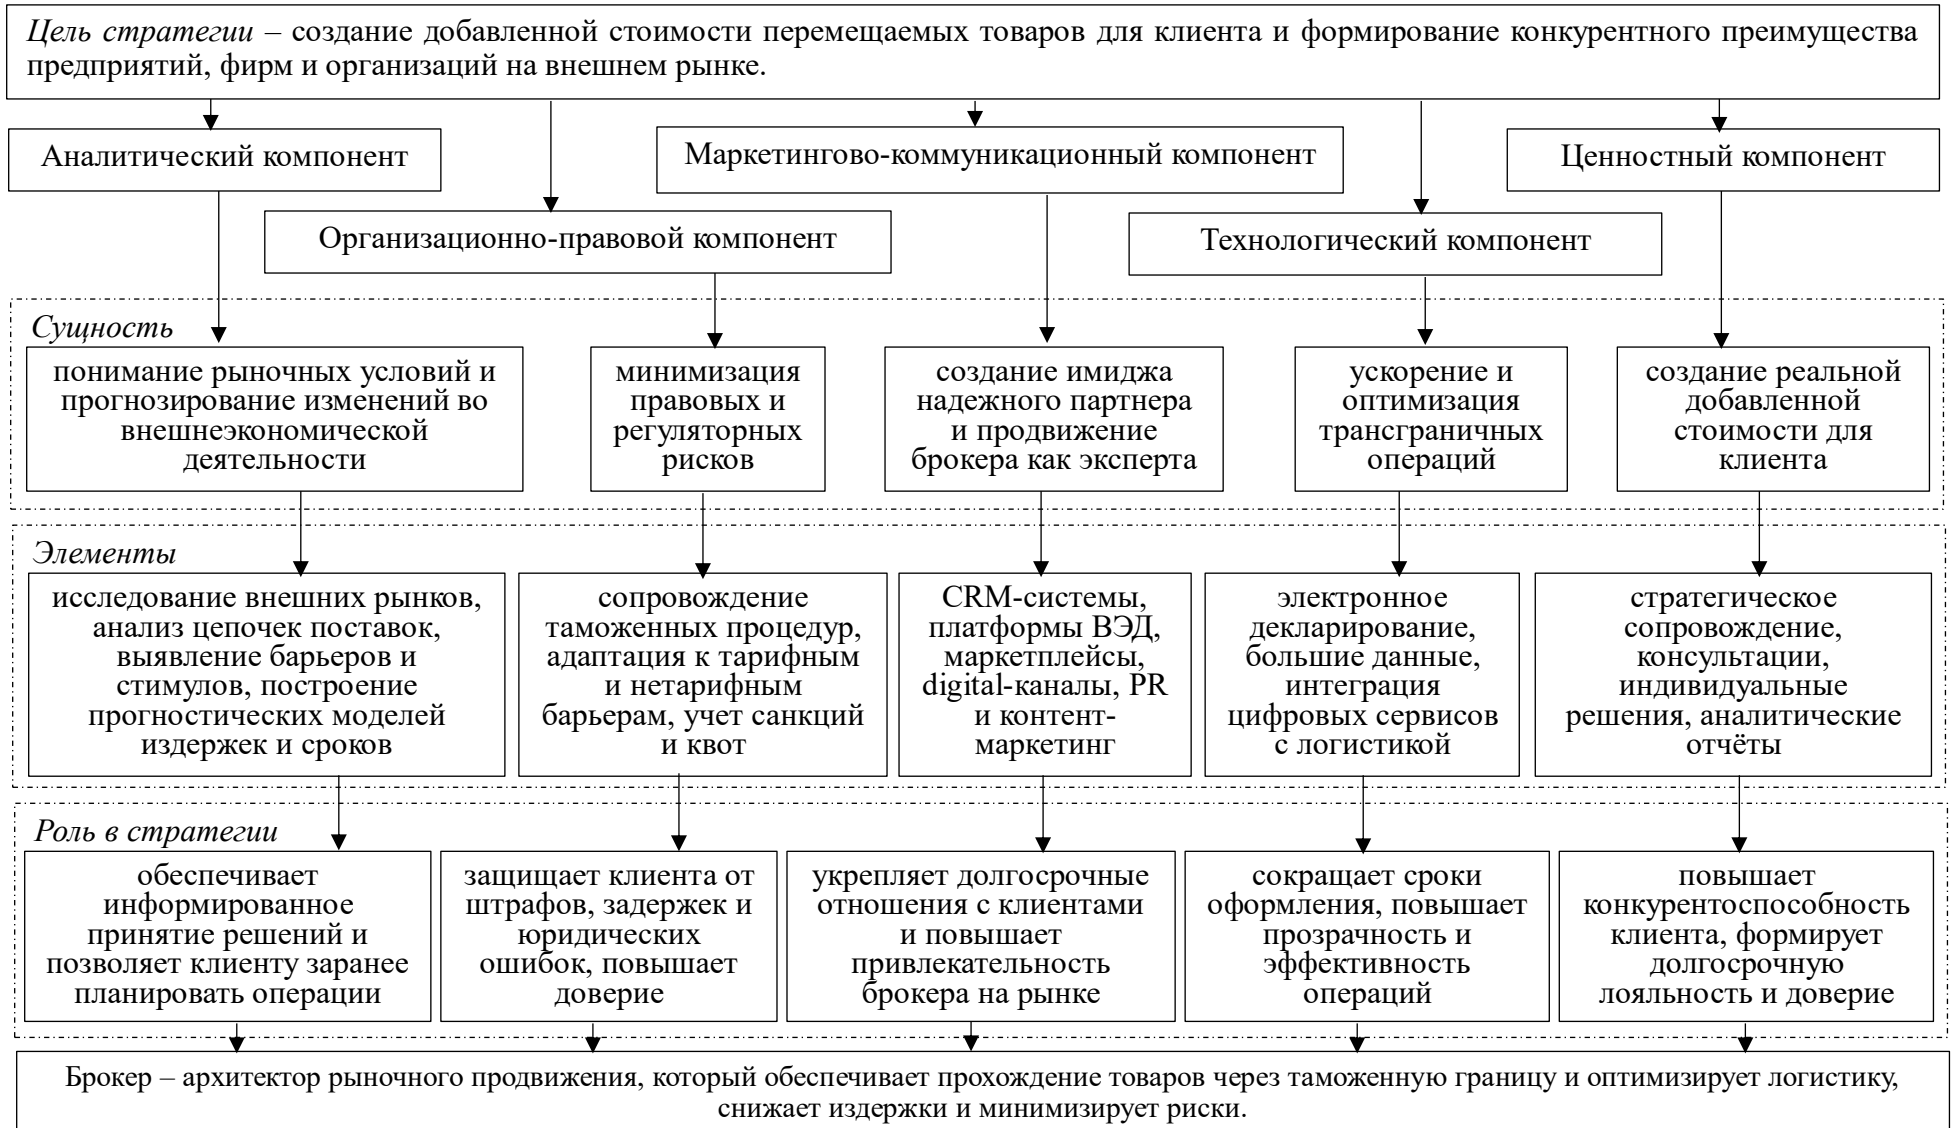 Цель стратегии – создание добавленной стоимости перемещаемых товаров для клиента и формирование конкурентного преимущества
предприятий, фирм и организаций на внешнем рынке.
Аналитический компонент
Маркетингово-коммуникационный компонент
Ценностный компонент
Организационно-правовой компонент
Технологический компонент
Сущность
понимание рыночных условий и
прогнозирование изменений во
внешнеэкономической
деятельности
минимизация
правовых и
регуляторных
рисков
создание имиджа
надежного партнера
и продвижение
брокера как эксперта
ускорение и
оптимизация
трансграничных
операций
создание реальной
добавленной
стоимости для
клиента
Элементы
исследование внешних рынков,
анализ цепочек поставок,
выявление барьеров и
стимулов, построение
прогностических моделей
издержек и сроков
сопровождение
таможенных процедур,
адаптация к тарифным
и нетарифным
барьерам, учет санкций
и квот
CRM-системы,
платформы ВЭД,
маркетплейсы,
digital-каналы, PR
и контент-
маркетинг
электронное
декларирование,
большие данные,
интеграция
цифровых сервисов
с логистикой
стратегическое
сопровождение,
консультации,
индивидуальные
решения, аналитические
отчёты
Роль в стратегии
обеспечивает
информированное
принятие решений и
позволяет клиенту заранее
планировать операции
защищает клиента от
штрафов, задержек и
юридических
ошибок, повышает
доверие
укрепляет долгосрочные
отношения с клиентами
и повышает
привлекательность
брокера на рынке
сокращает сроки
оформления, повышает
прозрачность и
эффективность
операций
повышает
конкурентоспособность
клиента, формирует
долгосрочную
лояльность и доверие
Брокер – архитектор рыночного продвижения, который обеспечивает прохождение товаров через таможенную границу и оптимизирует логистику,
снижает издержки и минимизирует риски.